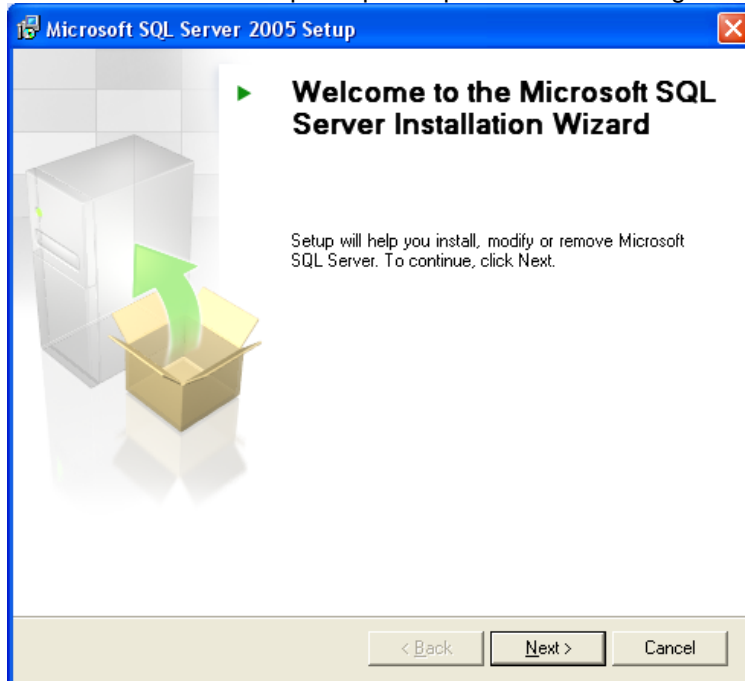 Microsoft SQL Server 2005 Setup
Welcome to the Microsoft SQL
Server Installation Wizard
Setup will help you install, modify or remove Microsoft
SQL Server. To continue, click Next.
< Back
Next >
Cancel